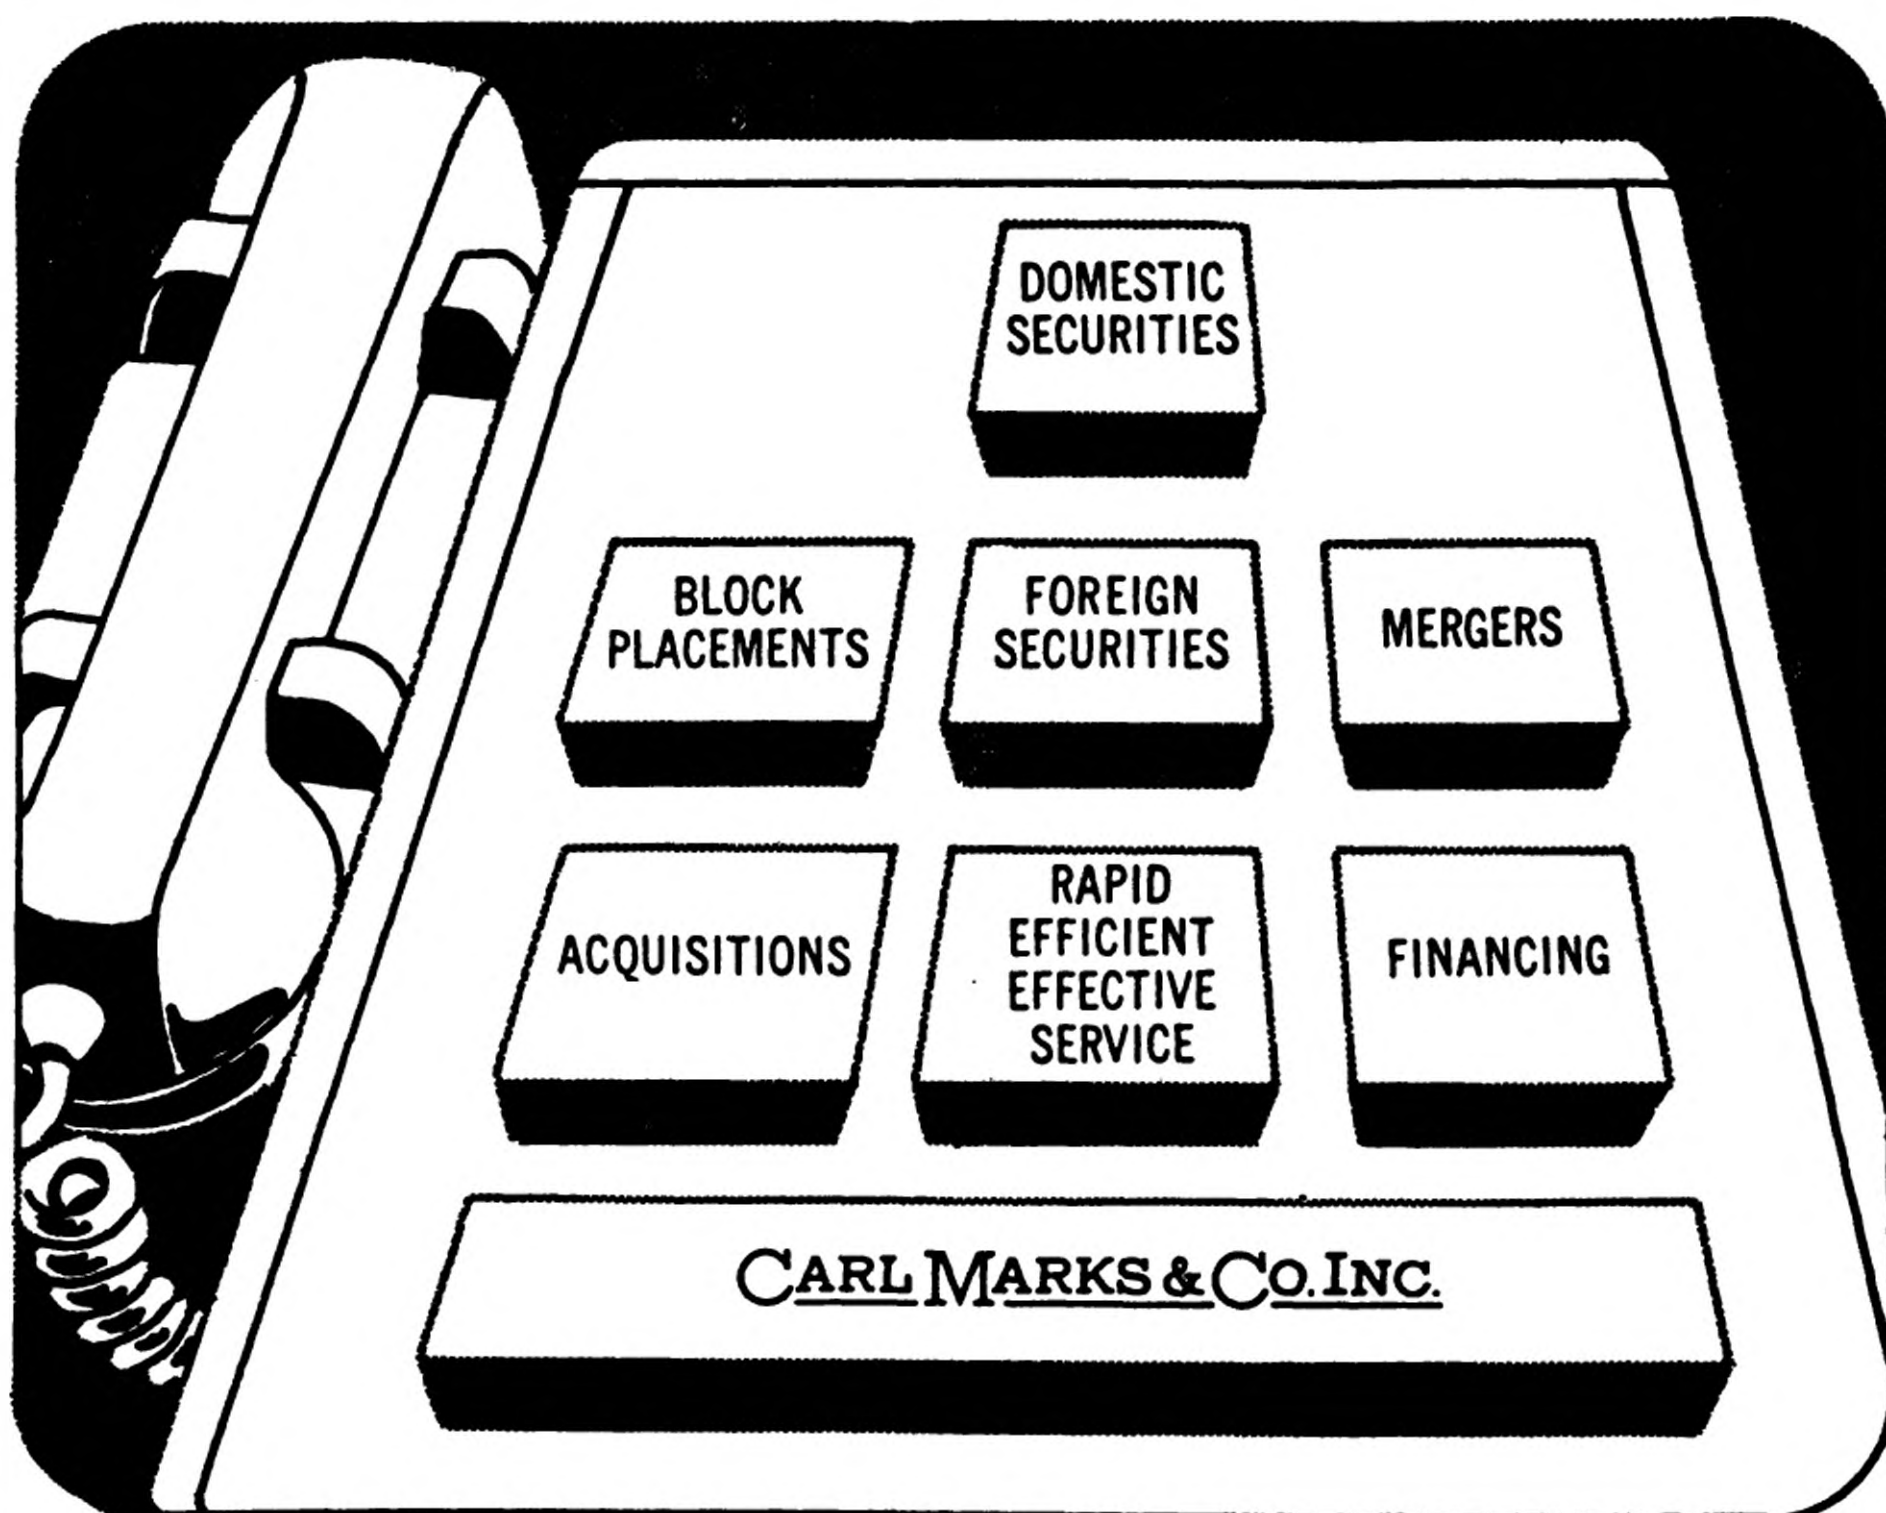 DOMESTIC
SECURITIES
BLOCK
PLACEMENTS
FOREIGN
SECURITIES
MERGERS
ACQUISITIONS
RAPID
EFFICIENT
EFFECTIVE
SERVICE
FINANCING
CARL MARKS & CO. INC.